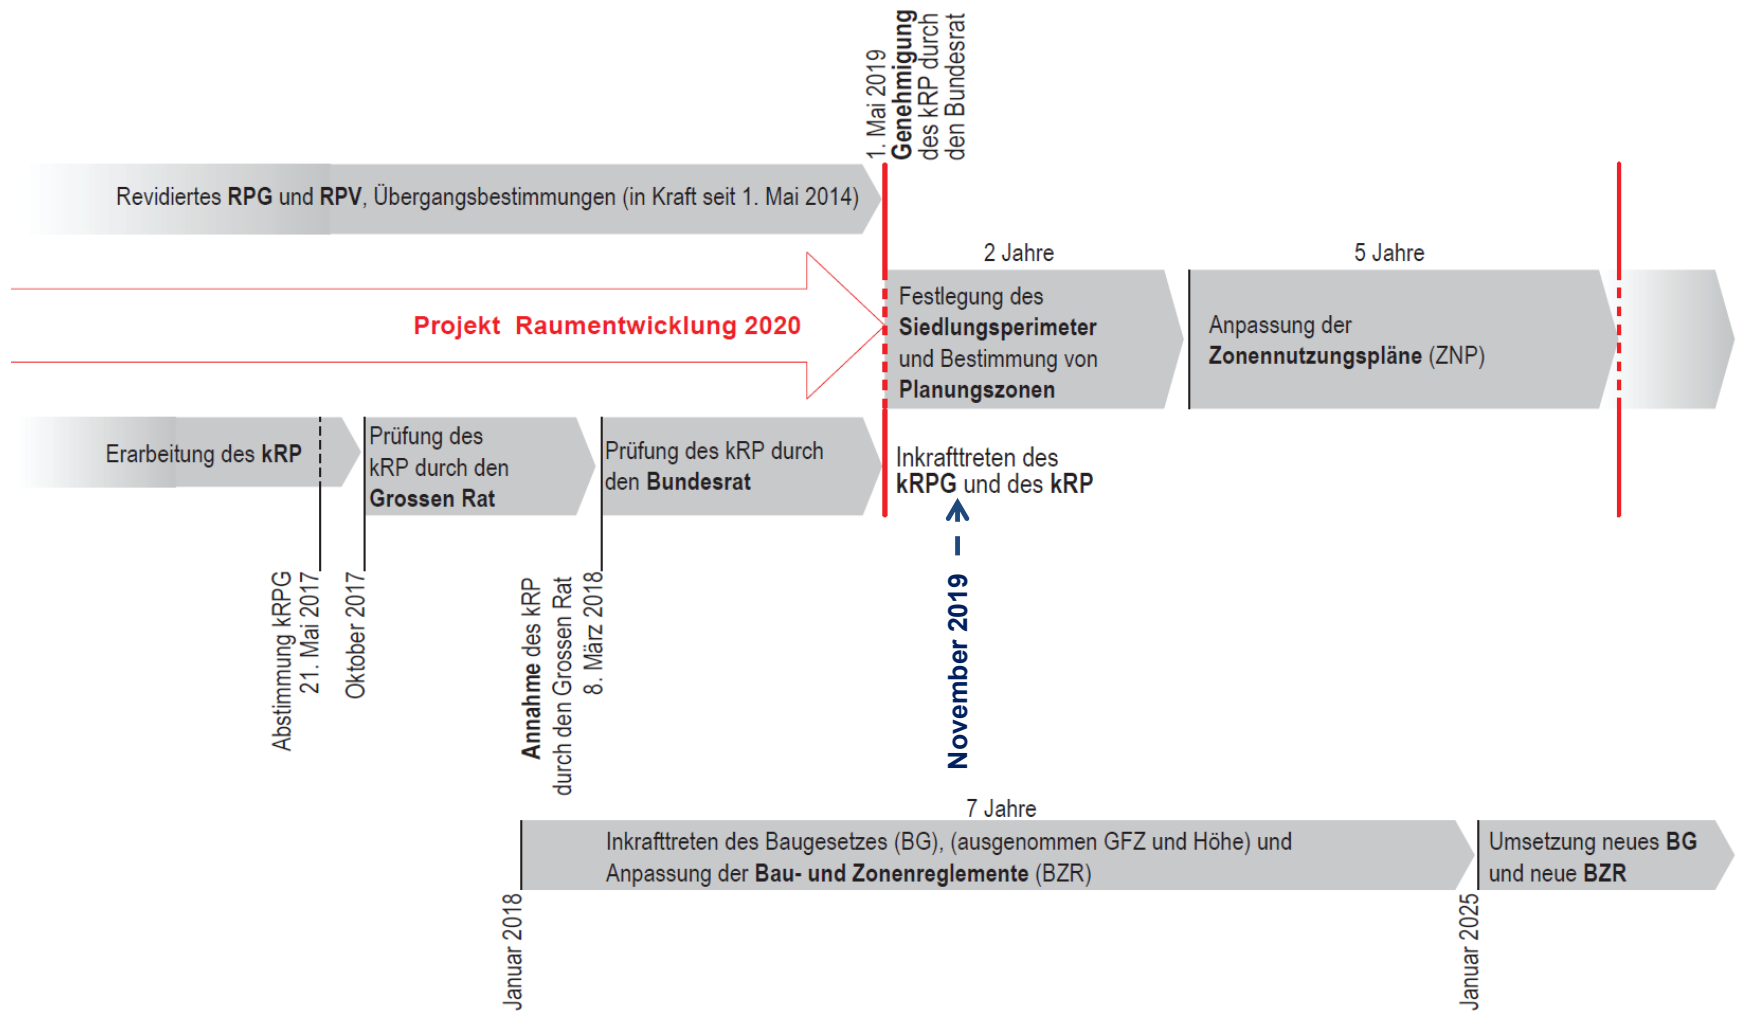 1. Mai 2019
Genehmigung
des kRP durch
den Bundesrat
Revidiertes RPG und RPV, Übergangsbestimmungen (in Kraft seit 1. Mai 2014)
2 Jahre
5 Jahre
Projekt Raumentwicklung 2020
Festlegung des
Siedlungsperimeter
und Bestimmung von
Planungszonen
Anpassung der
Zonennutzungspläne (ZNP)
Erarbeitung des kRP
Prüfung des
kRP durch den
Grossen Rat
Prüfung des kRP durch
den Bundesrat
Inkrafttreten des
kRPG und des kRP
Abstimmung kRPG
21. Mai 2017
Oktober 2017
Annahme des kRP
durch den Grossen Rat
8. März 2018
November 2019
7 Jahre
Inkrafttreten des Baugesetzes (BG), (ausgenommen GFZ und Höhe) und
Anpassung der Bau- und Zonenreglemente (BZR)
Umsetzung neues BG
und neue BZR
Januar 2018
Januar 2025